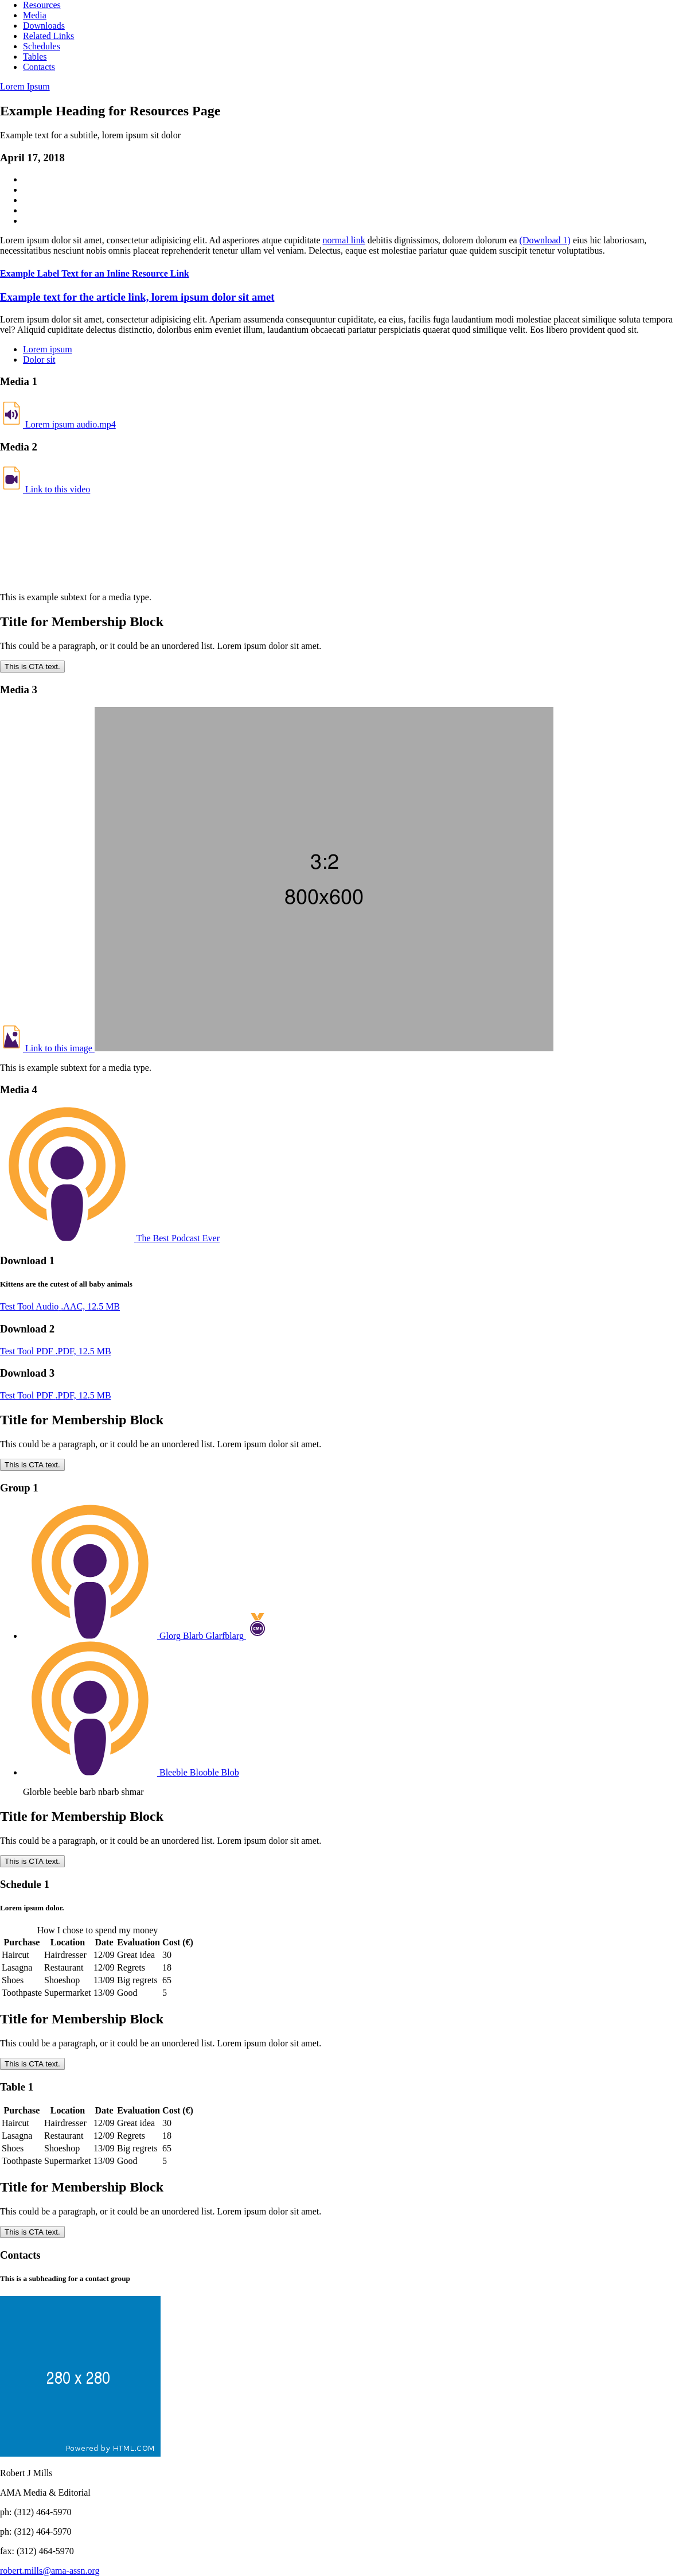 Resources
Media
Downloads
Related Links
Schedules
Tables
Contacts
Lorem Ipsum
Example Heading for Resources Page
Example text for a subtitle, lorem ipsum sit dolor
April 17, 2018
Lorem ipsum dolor sit amet, consectetur adipisicing elit. Ad asperiores atque cupiditate normal link debitis dignissimos, dolorem dolorum ea (Download 1) eius hic laboriosam,
necessitatibus nesciunt nobis omnis placeat reprehenderit tenetur ullam vel veniam. Delectus, eaque est molestiae pariatur quae quidem suscipit tenetur voluptatibus.
Example Label Text for an Inline Resource Link
Example text for the article link, lorem ipsum dolor sit amet
Lorem ipsum dolor sit amet, consectetur adipisicing elit. Aperiam assumenda consequuntur cupiditate, ea eius, facilis fuga laudantium modi molestiae placeat similique soluta tempora
vel? Aliquid cupiditate delectus distinctio, doloribus enim eveniet illum, laudantium obcaecati pariatur perspiciatis quaerat quod similique velit. Eos libero provident quod sit.
Lorem ipsum
Dolor sit
Media 1
Lorem ipsum audio.mp4
Media 2
Link to this video
This is example subtext for a media type.
Title for Membership Block
This could be a paragraph, or it could be an unordered list. Lorem ipsum dolor sit amet.
This is CTA text.
Media 3
3:2
800x600
Link to this image
This is example subtext for a media type.
Media 4
The Best Podcast Ever
Download 1
Kittens are the cutest of all baby animals
Test Tool Audio .AAC, 12.5 MB
Download 2
Test Tool PDF .PDF, 12.5 MB
Download 3
Test Tool PDF .PDF, 12.5 MB
Title for Membership Block
This could be a paragraph, or it could be an unordered list. Lorem ipsum dolor sit amet.
This is CTA text.
Group 1
Glorg Blarb Glarfblarg CME
Bleeble Blooble Blob
Glorble beeble barb nbarb shmar
Title for Membership Block
This could be a paragraph, or it could be an unordered list. Lorem ipsum dolor sit amet.
This is CTA text.
Schedule 1
Lorem ipsum dolor.
How I chose to spend my money
Purchase Location Date Evaluation Cost (€)
Haircut Hairdresser 12/09 Great idea 30
Lasagna Restaurant 12/09 Regrets 18
Shoes Shoeshop 13/09 Big regrets 65
Toothpaste Supermarket 13/09 Good 5
Title for Membership Block
This could be a paragraph, or it could be an unordered list. Lorem ipsum dolor sit amet.
This is CTA text.
Table 1
Purchase Location Date Evaluation Cost (€)
Haircut Hairdresser 12/09 Great idea 30
Lasagna Restaurant 12/09 Regrets 18
Shoes Shoeshop 13/09 Big regrets 65
Toothpaste Supermarket 13/09 Good 5
Title for Membership Block
This could be a paragraph, or it could be an unordered list. Lorem ipsum dolor sit amet.
This is CTA text.
Contacts
This is a subheading for a contact group
280 x 280
Powered by HTML.COM
Robert J Mills
AMA Media & Editorial
ph: (312) 464-5970
ph: (312) 464-5970
fax: (312) 464-5970
robert.mills@ama-assn.org